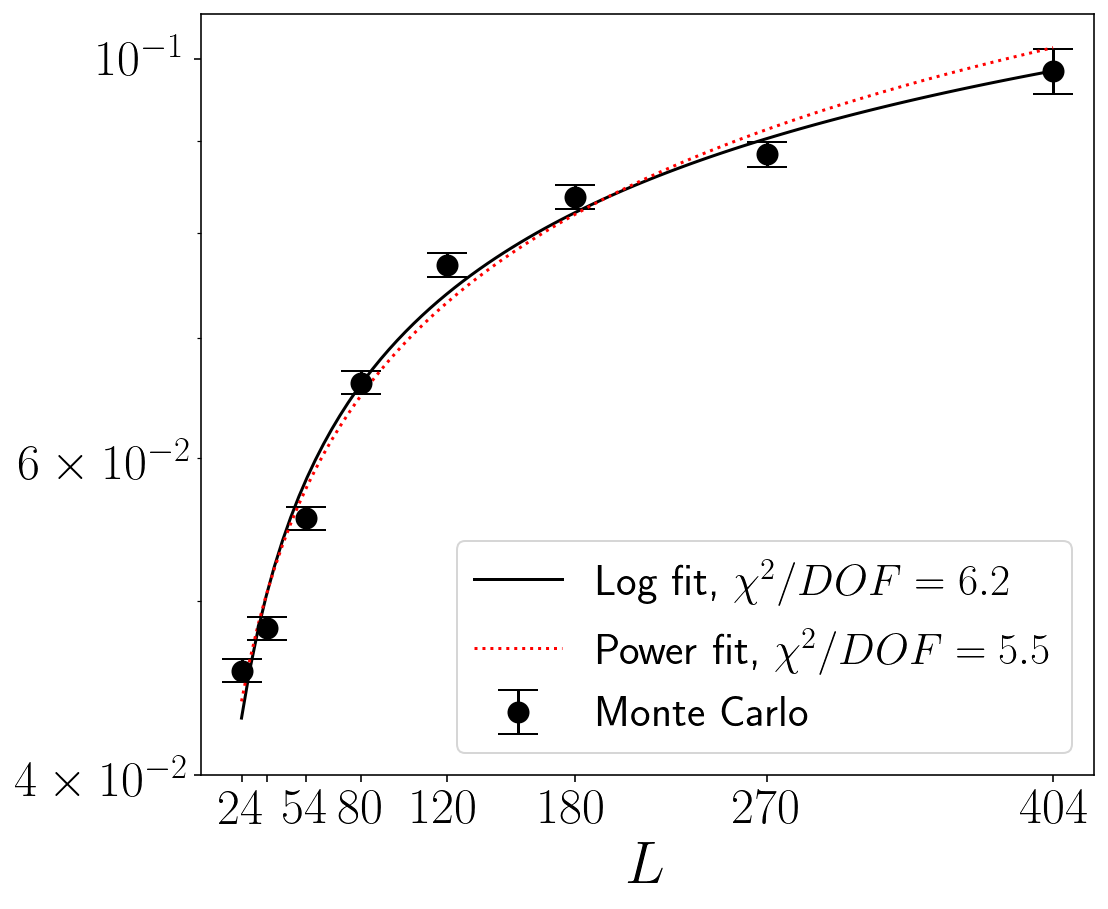 10⁻¹
6 × 10⁻²
4 × 10⁻²
Log fit, χ²/DOF = 6.2
Power fit, χ²/DOF = 5.5
Monte Carlo
24 54 80 120 180 270 404
L